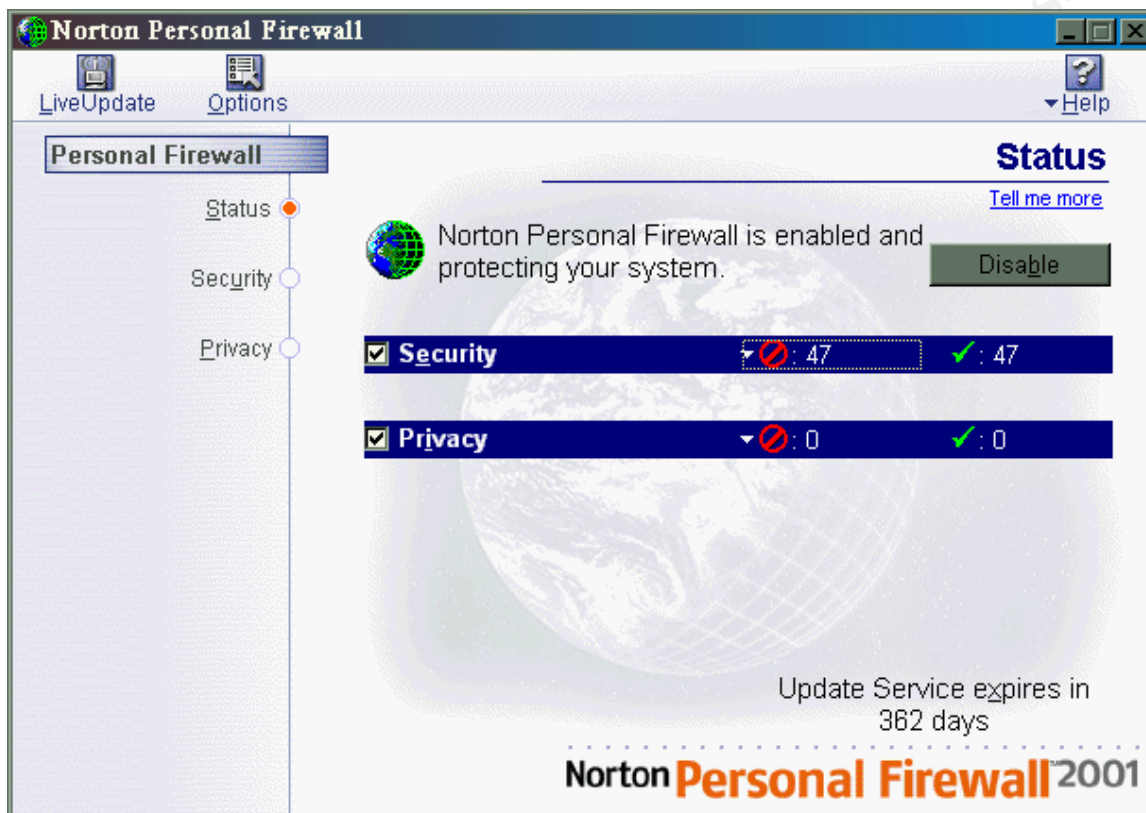 Norton Personal Firewall
LiveUpdate Options Help
Personal Firewall
Status
Security
Privacy
Status
Tell me more
Norton Personal Firewall is enabled and
protecting your system.
Disable
Security : 47 : 47
Privacy : 0 : 0
Update Service expires in
362 days
Norton Personal Firewall™ 2001